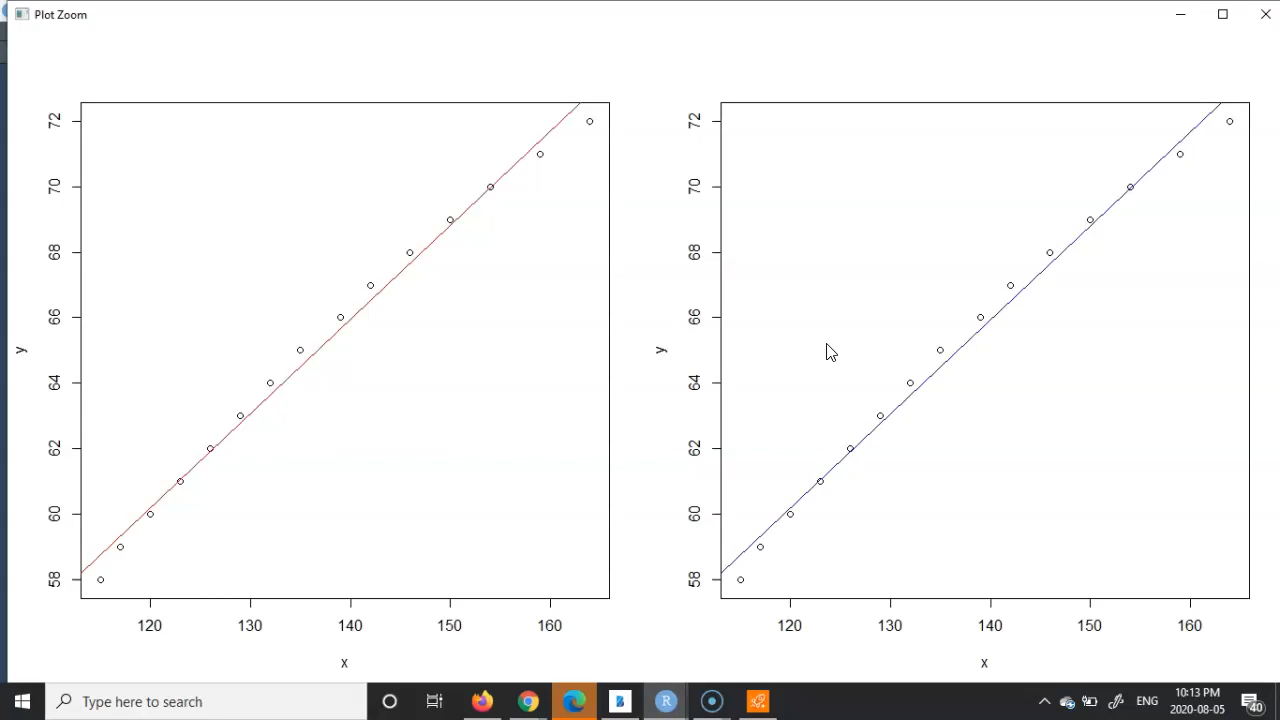 Plot Zoom
72
70
68
66
64
62
60
58
y
120 130 140 150 160
x
72
70
68
66
64
62
60
58
y
120 130 140 150 160
x
Type here to search
B
R
ENG
10:13 PM
2020-08-05
40